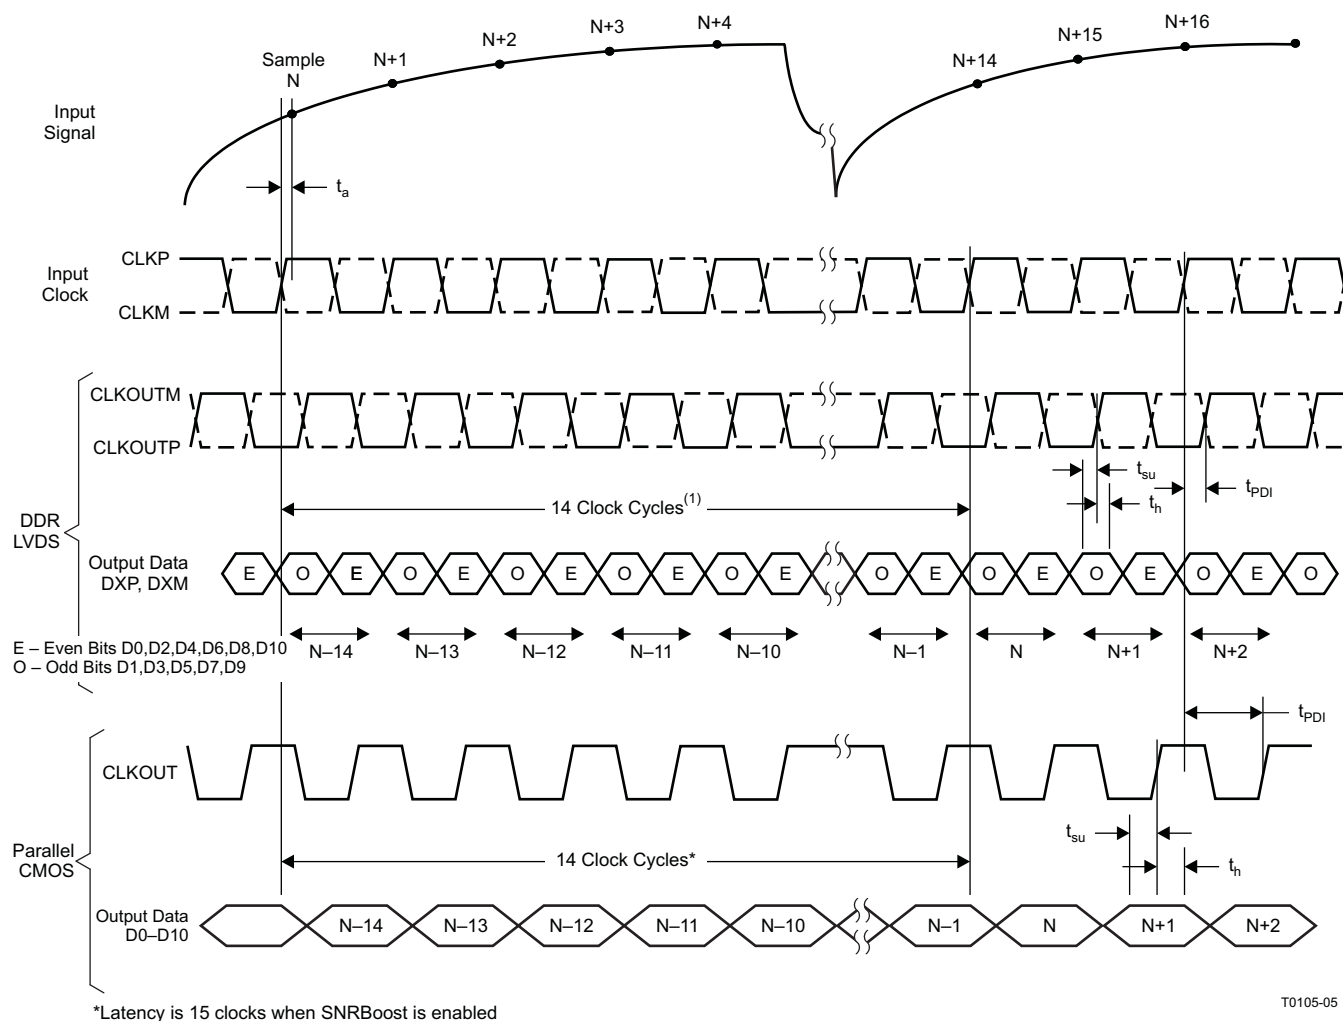 Sample
N
N+1
N+2
N+3
N+4
N+14
N+15
N+16
Input
Signal
ta
CLKP
Input
Clock
CLKM
CLKOUTM
CLKOUTP
tsu
tPDI
th
14 Clock Cycles(1)
DDR
LVDS
Output Data
DXP, DXM
E O E O E O E O E O E O E O E O E O E O
E – Even Bits D0,D2,D4,D6,D8,D10
O – Odd Bits D1,D3,D5,D7,D9
N–14 N–13 N–12 N–11 N–10 N–1 N N+1 N+2
tPDI
CLKOUT
tsu
Parallel
CMOS
14 Clock Cycles*
th
Output Data
D0–D10
N–14 N–13 N–12 N–11 N–10 N–1 N N+1 N+2
*Latency is 15 clocks when SNRBoost is enabled
T0105-05